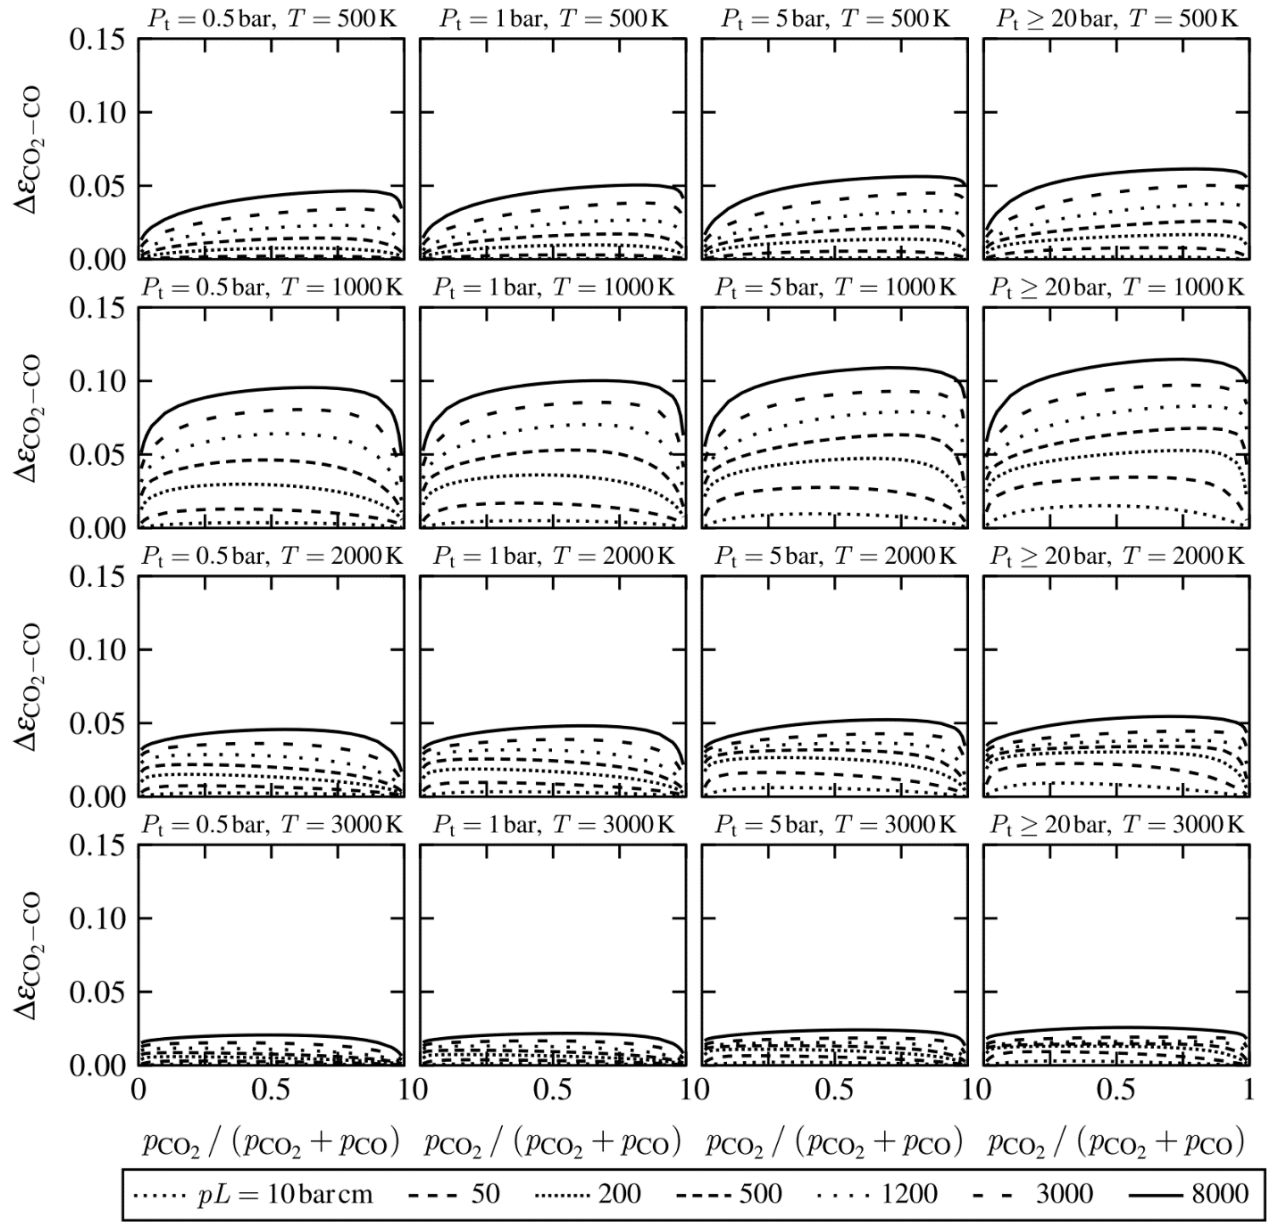 P_t = 0.5 bar, T = 500 K P_t = 1 bar, T = 500 K P_t = 5 bar, T = 500 K P_t ≥ 20 bar, T = 500 K
0.15
0.10
Δε_CO₂−CO
0.05
0.00
P_t = 0.5 bar, T = 1000 K P_t = 1 bar, T = 1000 K P_t = 5 bar, T = 1000 K P_t ≥ 20 bar, T = 1000 K
0.15
0.10
Δε_CO₂−CO
0.05
0.00
P_t = 0.5 bar, T = 2000 K P_t = 1 bar, T = 2000 K P_t = 5 bar, T = 2000 K P_t ≥ 20 bar, T = 2000 K
0.15
0.10
Δε_CO₂−CO
0.05
0.00
P_t = 0.5 bar, T = 3000 K P_t = 1 bar, T = 3000 K P_t = 5 bar, T = 3000 K P_t ≥ 20 bar, T = 3000 K
0.15
0.10
Δε_CO₂−CO
0.05
0.00
0 0.5 1 0 0.5 1 0 0.5 1 0 0.5 1
p_CO₂ / (p_CO₂ + p_CO) p_CO₂ / (p_CO₂ + p_CO) p_CO₂ / (p_CO₂ + p_CO) p_CO₂ / (p_CO₂ + p_CO)
pL = 10 bar cm 50 200 500 1200 3000 8000